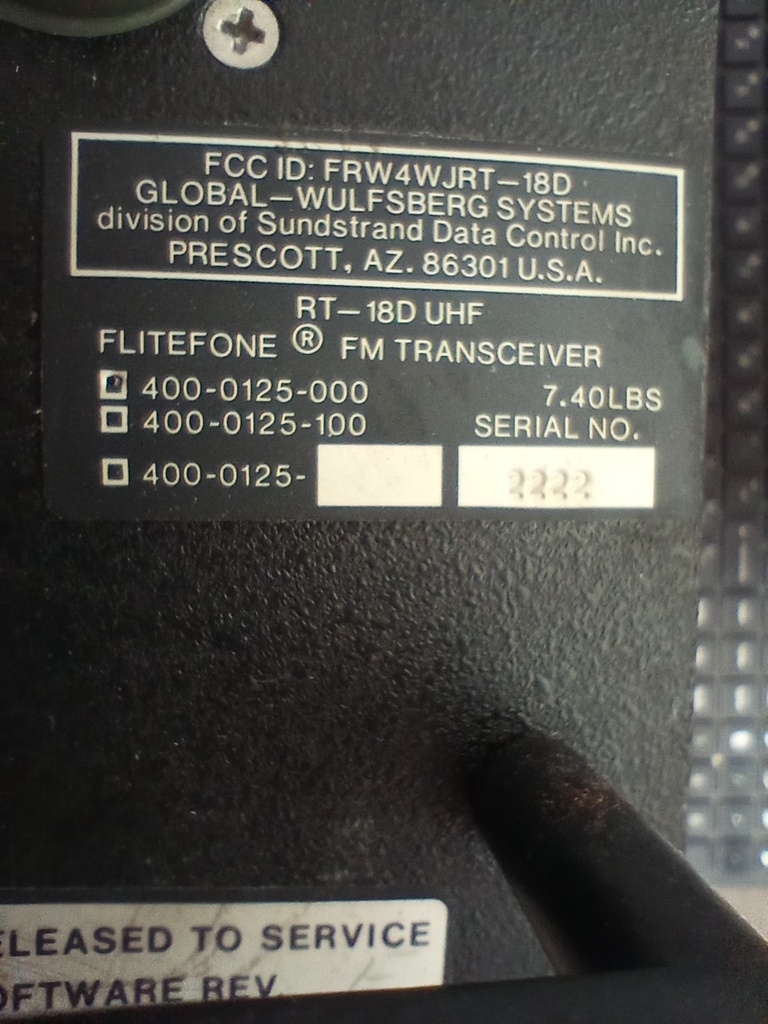 FCC ID: FRW4WJRT-18D
GLOBAL-WULFSBERG SYSTEMS
division of Sundstrand Data Control Inc.
PRESCOTT, AZ. 86301 U.S.A.
RT-18D UHF
FLITEFONE ® FM TRANSCEIVER
400-0125-000 7.40LBS
400-0125-100 SERIAL NO.
400-0125- 2222
ELEASED TO SERVICE
OFTWARE REV.